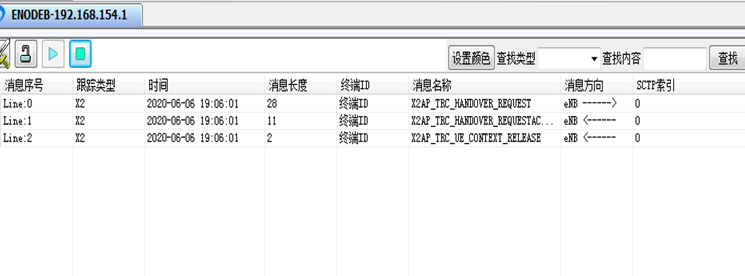 ENODEB-192.168.154.1
设置颜色 查找类型 查找内容 查找
消息序号 跟踪类型 时间 消息长度 终端ID 消息名称 消息方向 SCTP索引
Line:0 X2 2020-06-06 19:06:01 28 终端ID X2AP_TRC_HANDOVER_REQUEST eNB ------> 0
Line:1 X2 2020-06-06 19:06:01 11 终端ID X2AP_TRC_HANDOVER_REQUESTAC... eNB <------ 0
Line:2 X2 2020-06-06 19:06:01 2 终端ID X2AP_TRC_UE_CONTEXT_RELEASE eNB <------ 0